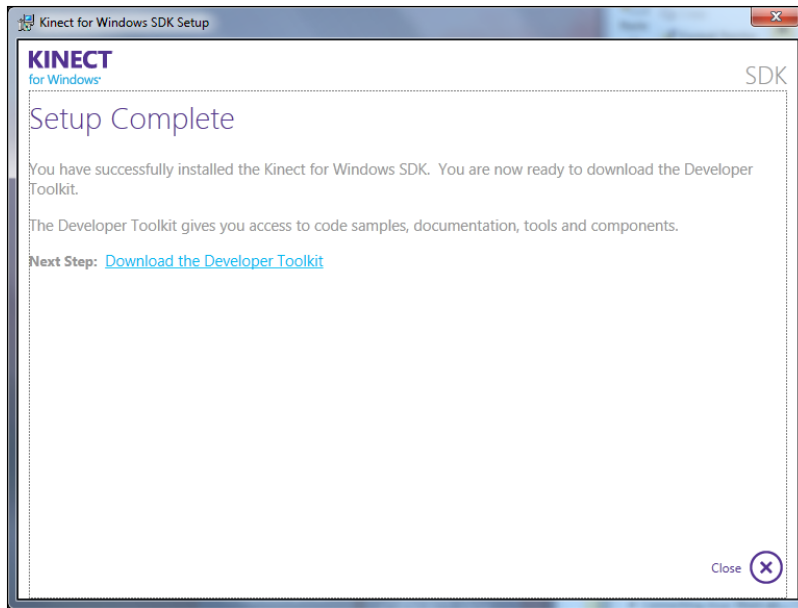 Kinect for Windows SDK Setup
KINECT
for Windows®
SDK
Setup Complete
You have successfully installed the Kinect for Windows SDK. You are now ready to download the Developer
Toolkit.
The Developer Toolkit gives you access to code samples, documentation, tools and components.
Next Step: Download the Developer Toolkit
Close